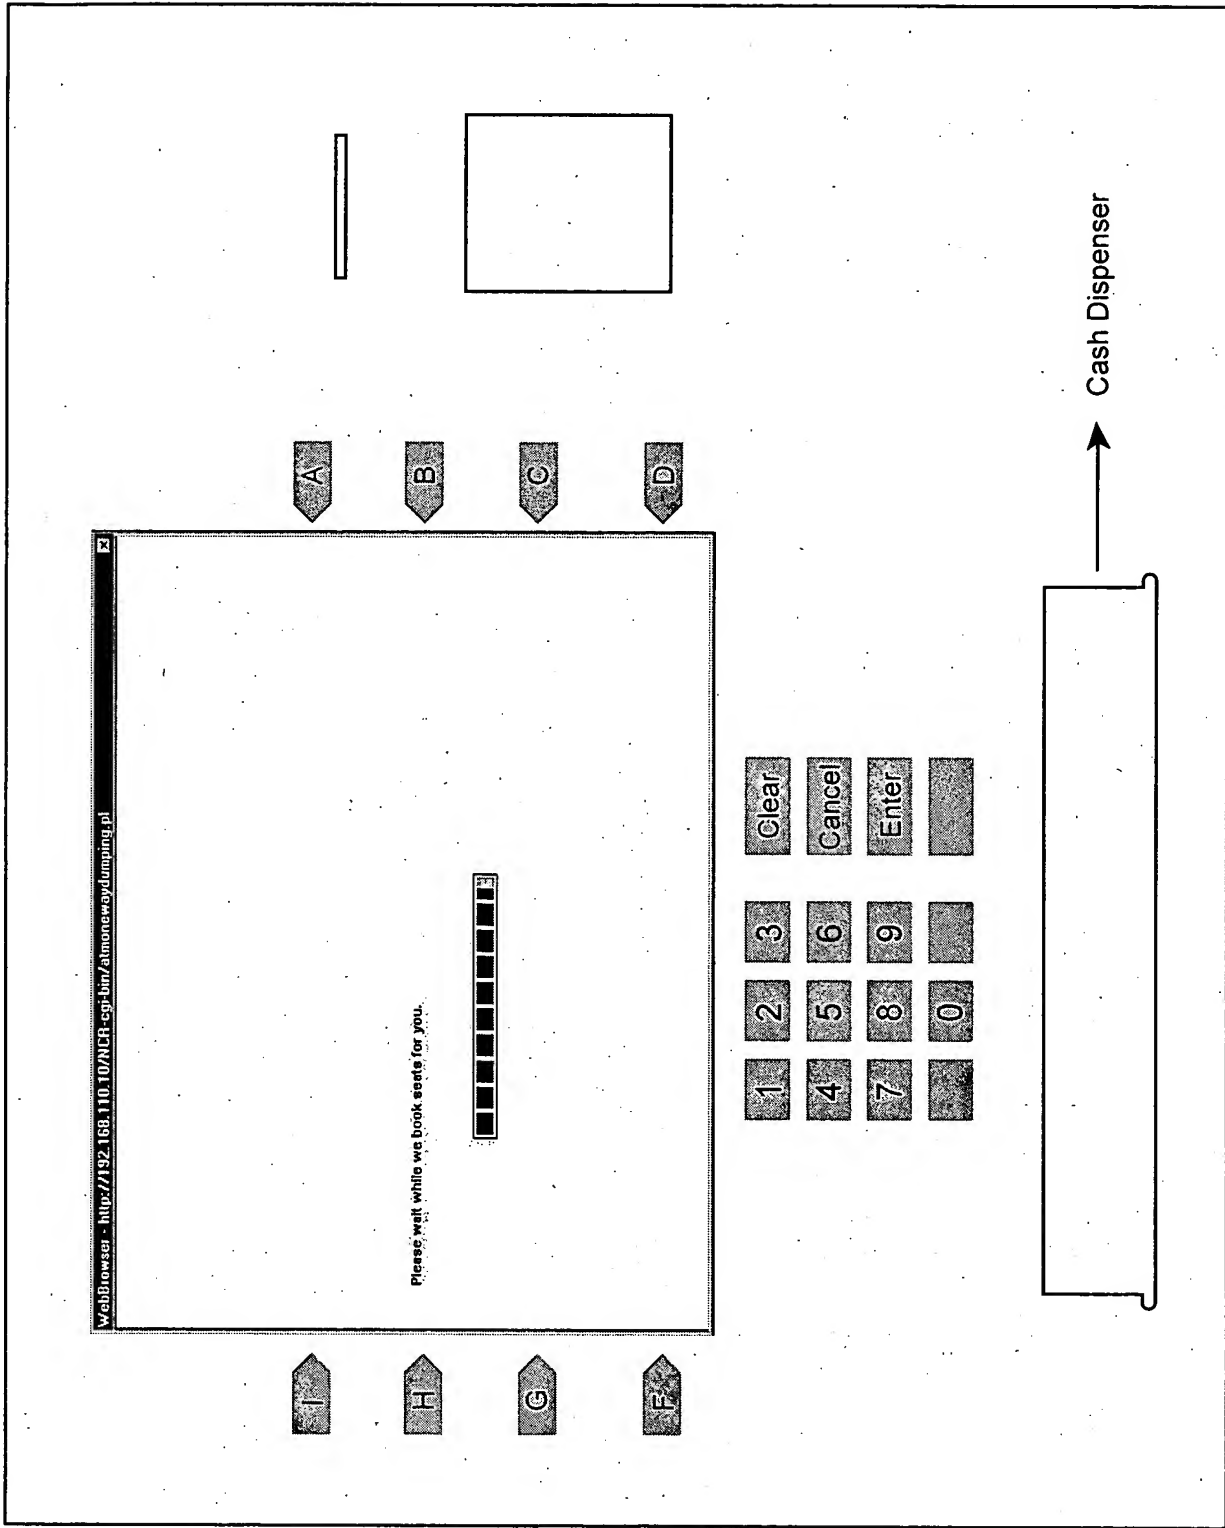 WebBrowser - http://192.168.110.10/NCR-cgi-bin/atmonewaydumping.pl
Please wait while we book seats for you.
I
H
G
F
A
B
C
D
1 2 3 Clear
4 5 6 Cancel
7 8 9 Enter
0
Cash Dispenser